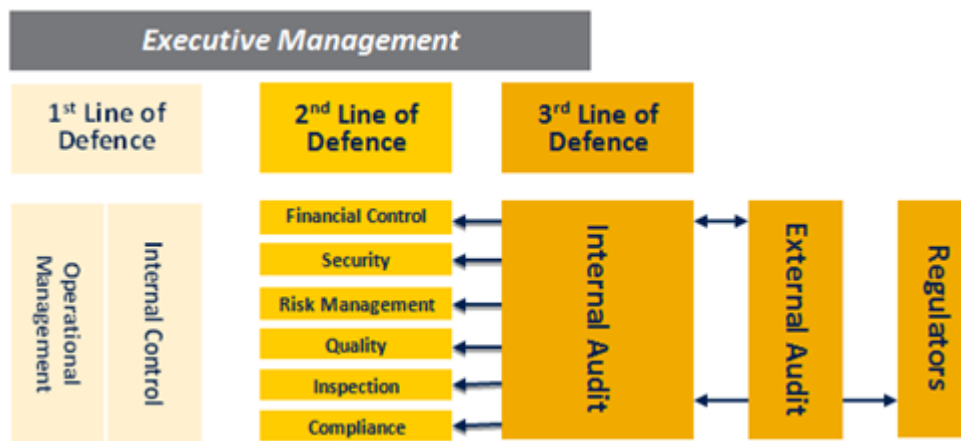 Executive Management
1st Line of
Defence
2nd Line of
Defence
3rd Line of
Defence
Operational
Management
Internal Control
Financial Control
Security
Risk Management
Quality
Inspection
Compliance
Internal Audit
External Audit
Regulators